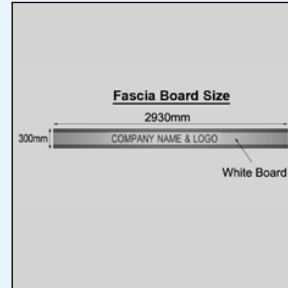 Fascia Board Size
2930mm
300mm
COMPANY NAME & LOGO
White Board